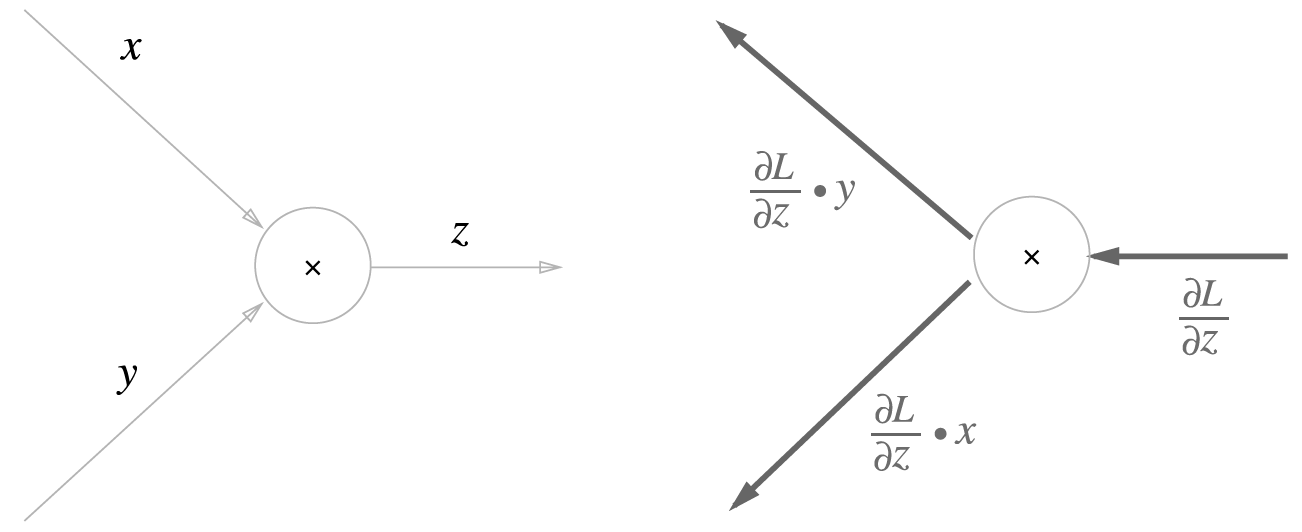 x
×
z
y
∂L/∂z • y
×
∂L/∂z
∂L/∂z • x